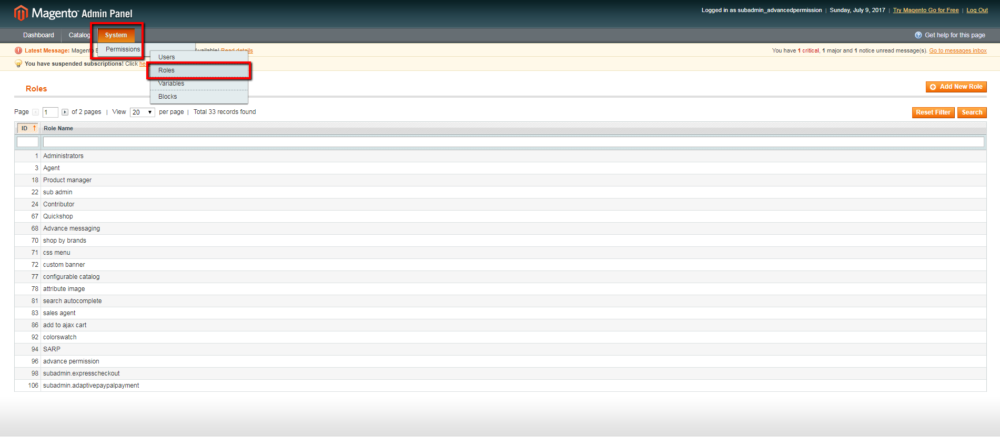 Magento™ Admin Panel
Logged in as subadmin_advancedpermission | Sunday, July 9, 2017 | Try Magento Go for Free | Log Out
Dashboard Catalog System
Get help for this page
Permissions
Latest Message: Magento Available! Read details
You have 1 critical, 1 major and 1 notice unread message(s). Go to messages inbox
Users
You have suspended subscriptions! Click
Roles
Variables
Blocks
Roles
Add New Role
Page 1 of 2 pages | View 20 per page | Total 33 records found
Reset Filter Search
ID Role Name
1 Administrators
3 Agent
18 Product manager
22 sub admin
24 Contributor
67 Quickshop
68 Advance messaging
70 shop by brands
71 css menu
72 custom banner
77 configurable catalog
78 attribute image
81 search autocomplete
83 sales agent
86 add to ajax cart
92 colorswatch
94 SARP
96 advance permission
98 subadmin.expresscheckout
106 subadmin.adaptivepaypalpayment